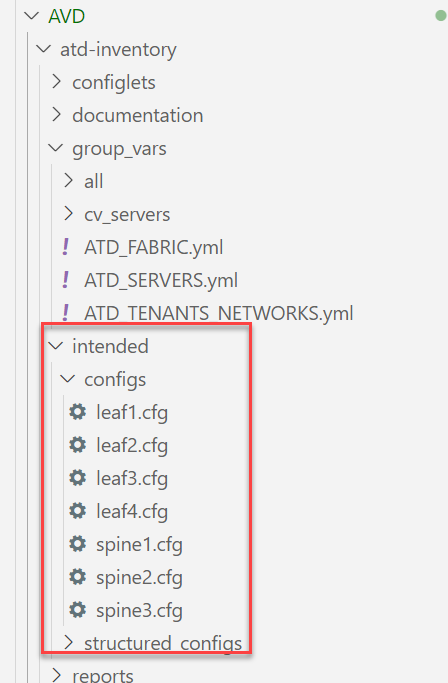 AVD
atd-inventory
configlets
documentation
group_vars
all
cv_servers
! ATD_FABRIC.yml
! ATD_SERVERS.yml
! ATD_TENANTS_NETWORKS.yml
intended
configs
leaf1.cfg
leaf2.cfg
leaf3.cfg
leaf4.cfg
spine1.cfg
spine2.cfg
spine3.cfg
structured_configs
reports